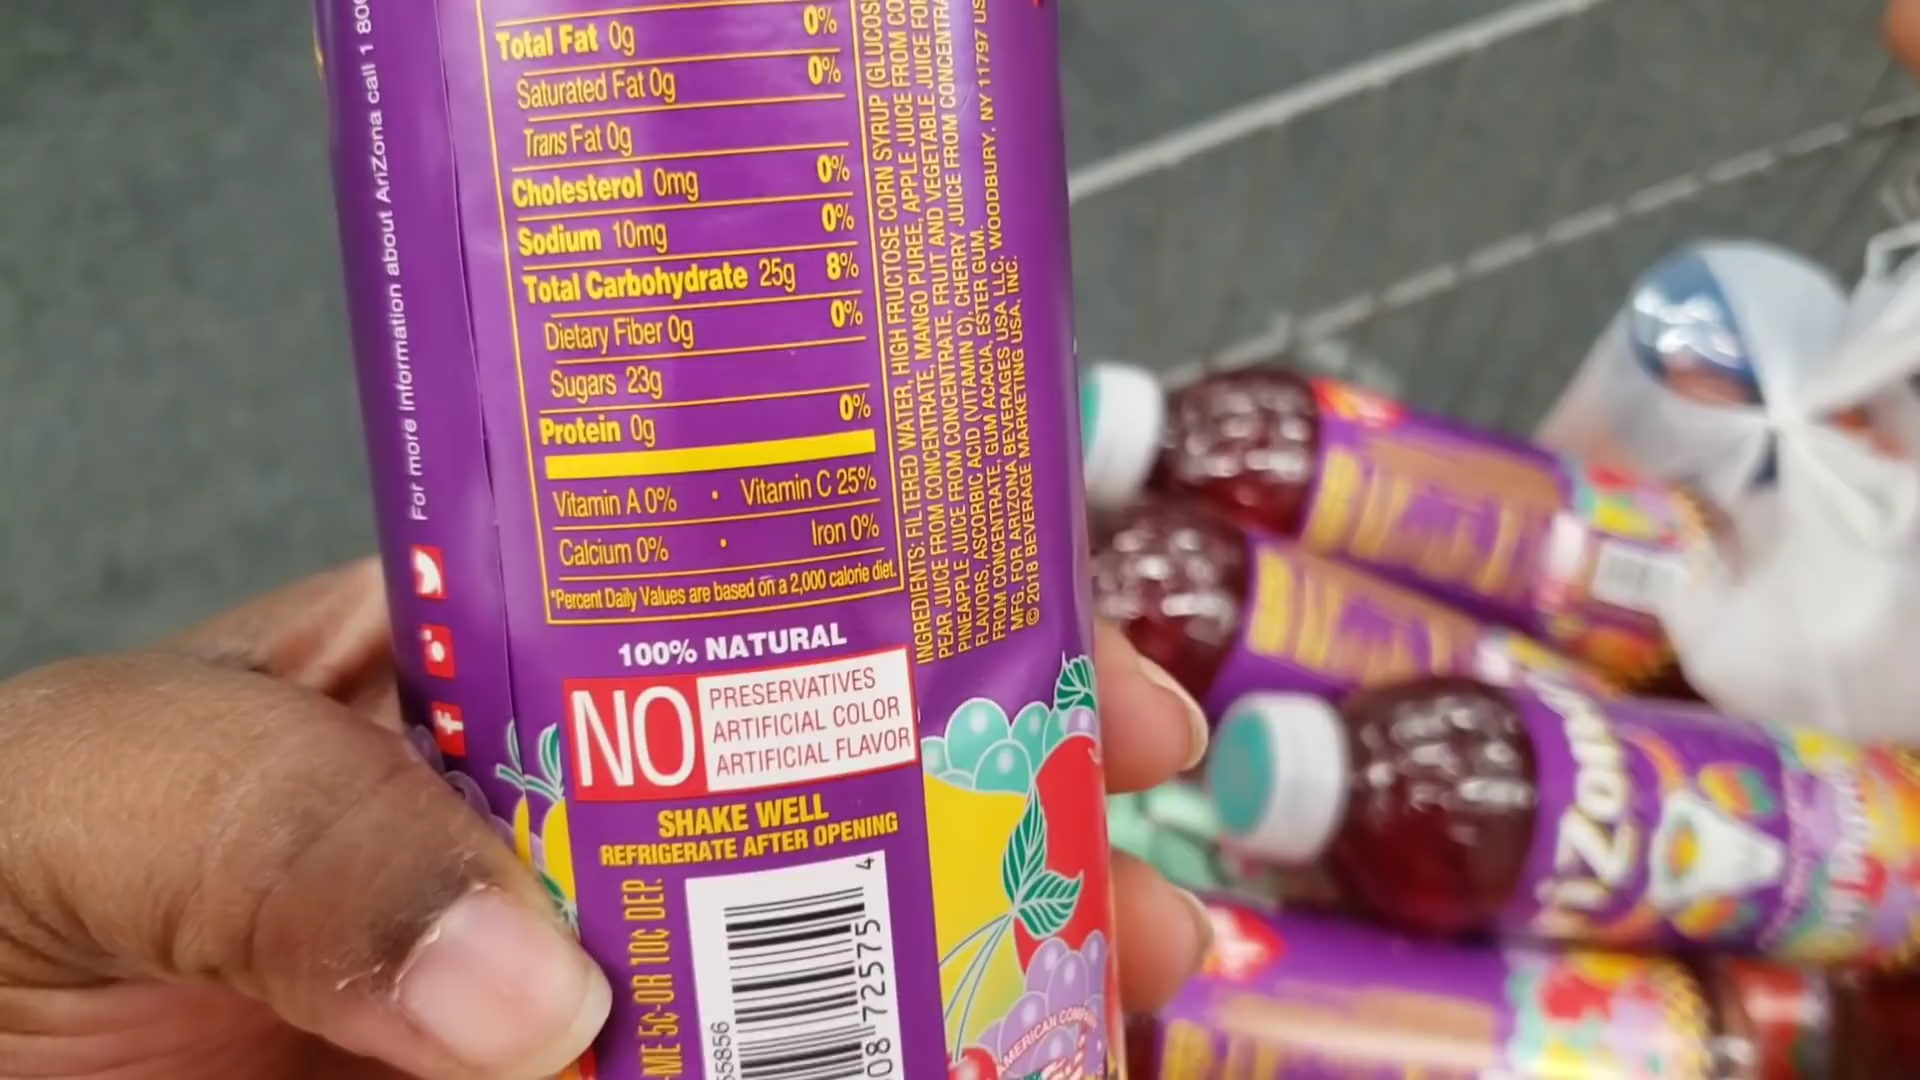 For more information about AriZona call 1 800
Total Fat 0g 0%
Saturated Fat 0g 0%
Trans Fat 0g
Cholesterol 0mg 0%
Sodium 10mg 0%
Total Carbohydrate 25g 8%
Dietary Fiber 0g 0%
Sugars 23g
Protein 0g 0%
Vitamin A 0% • Vitamin C 25%
Calcium 0% • Iron 0%
*Percent Daily Values are based on a 2,000 calorie diet.
INGREDIENTS: FILTERED WATER, HIGH FRUCTOSE CORN SYRUP (GLUCOS
PEAR JUICE FROM CONCENTRATE, MANGO PUREE, APPLE JUICE FROM CO
PINEAPPLE JUICE FROM CONCENTRATE, FRUIT AND VEGETABLE JUICE FO
FLAVORS, ASCORBIC ACID (VITAMIN C), CHERRY JUICE FROM CONCENTRA
FROM CONCENTRATE, GUM ACACIA, ESTER GUM.
MFG. FOR ARIZONA BEVERAGES USA, LLC, WOODBURY, NY 11797 US
© 2018 BEVERAGE MARKETING USA, INC.
100% NATURAL
NO
PRESERVATIVES
ARTIFICIAL COLOR
ARTIFICIAL FLAVOR
SHAKE WELL
REFRIGERATE AFTER OPENING
-ME 5¢-OR 10¢ DEP.
55856
08 72575 4
AMERICAN COMPA